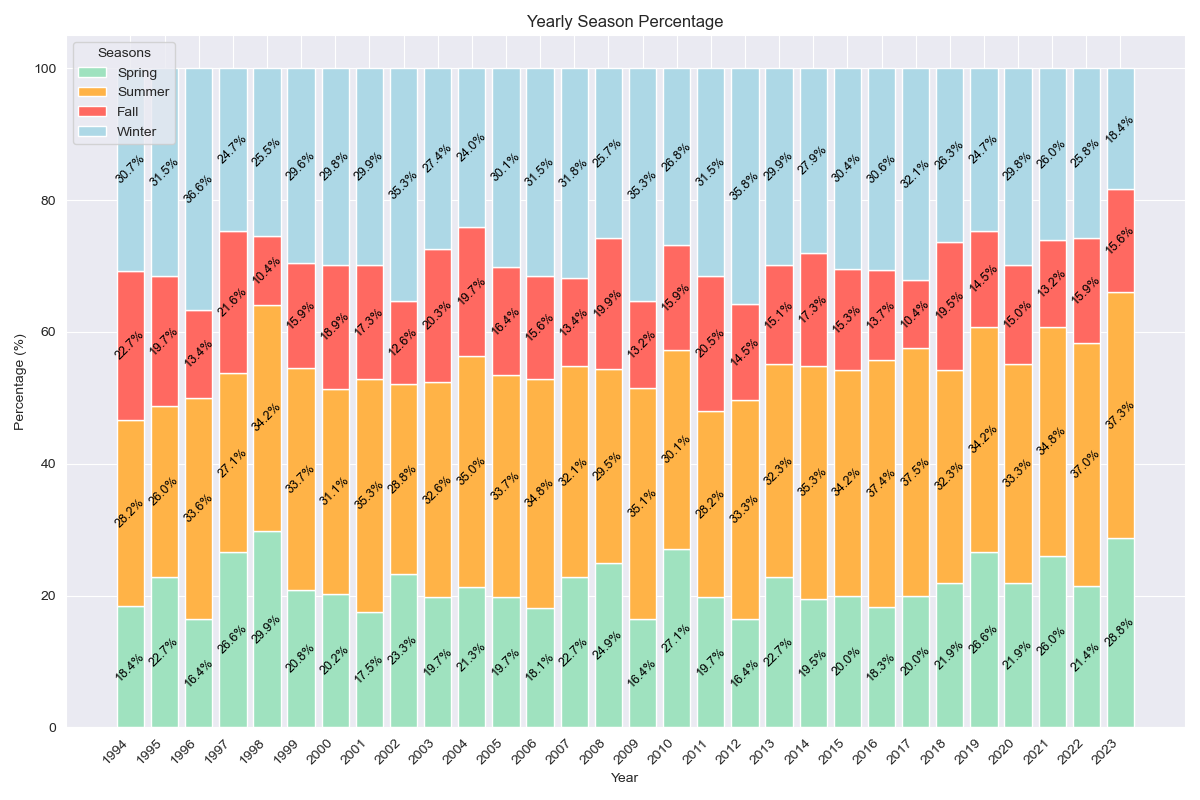 Yearly Season Percentage
Seasons
Spring
Summer
Fall
Winter
Percentage (%)
100
80
60
40
20
0
30.7% 31.5% 36.6% 24.7% 25.5% 29.6% 29.8% 29.9% 35.3% 27.4% 24.0% 30.1% 31.5% 31.8% 25.7% 35.3% 26.8% 31.5% 35.8% 29.9% 27.9% 30.4% 30.6% 32.1% 26.3% 24.7% 29.8% 26.0% 25.8% 18.4%
22.7% 19.7% 13.4% 21.6% 10.4% 15.9% 18.9% 17.3% 12.6% 20.3% 19.7% 16.4% 15.6% 13.4% 19.9% 13.2% 15.9% 20.5% 14.5% 15.1% 17.3% 15.3% 13.7% 10.4% 19.5% 14.5% 15.0% 13.2% 15.9% 15.6%
28.2% 26.0% 33.6% 27.1% 34.2% 33.7% 31.1% 35.3% 28.8% 32.6% 35.0% 33.7% 34.8% 32.1% 29.5% 35.1% 30.1% 28.2% 33.3% 32.3% 35.3% 34.2% 37.4% 37.5% 32.3% 34.2% 33.3% 34.8% 37.0% 37.3%
18.4% 22.7% 16.4% 26.6% 29.9% 20.8% 20.2% 17.5% 23.3% 19.7% 21.3% 19.7% 18.1% 22.7% 24.9% 16.4% 27.1% 19.7% 16.4% 22.7% 19.5% 20.0% 18.3% 20.0% 21.9% 26.6% 21.9% 26.0% 21.4% 28.8%
1994 1995 1996 1997 1998 1999 2000 2001 2002 2003 2004 2005 2006 2007 2008 2009 2010 2011 2012 2013 2014 2015 2016 2017 2018 2019 2020 2021 2022 2023
Year